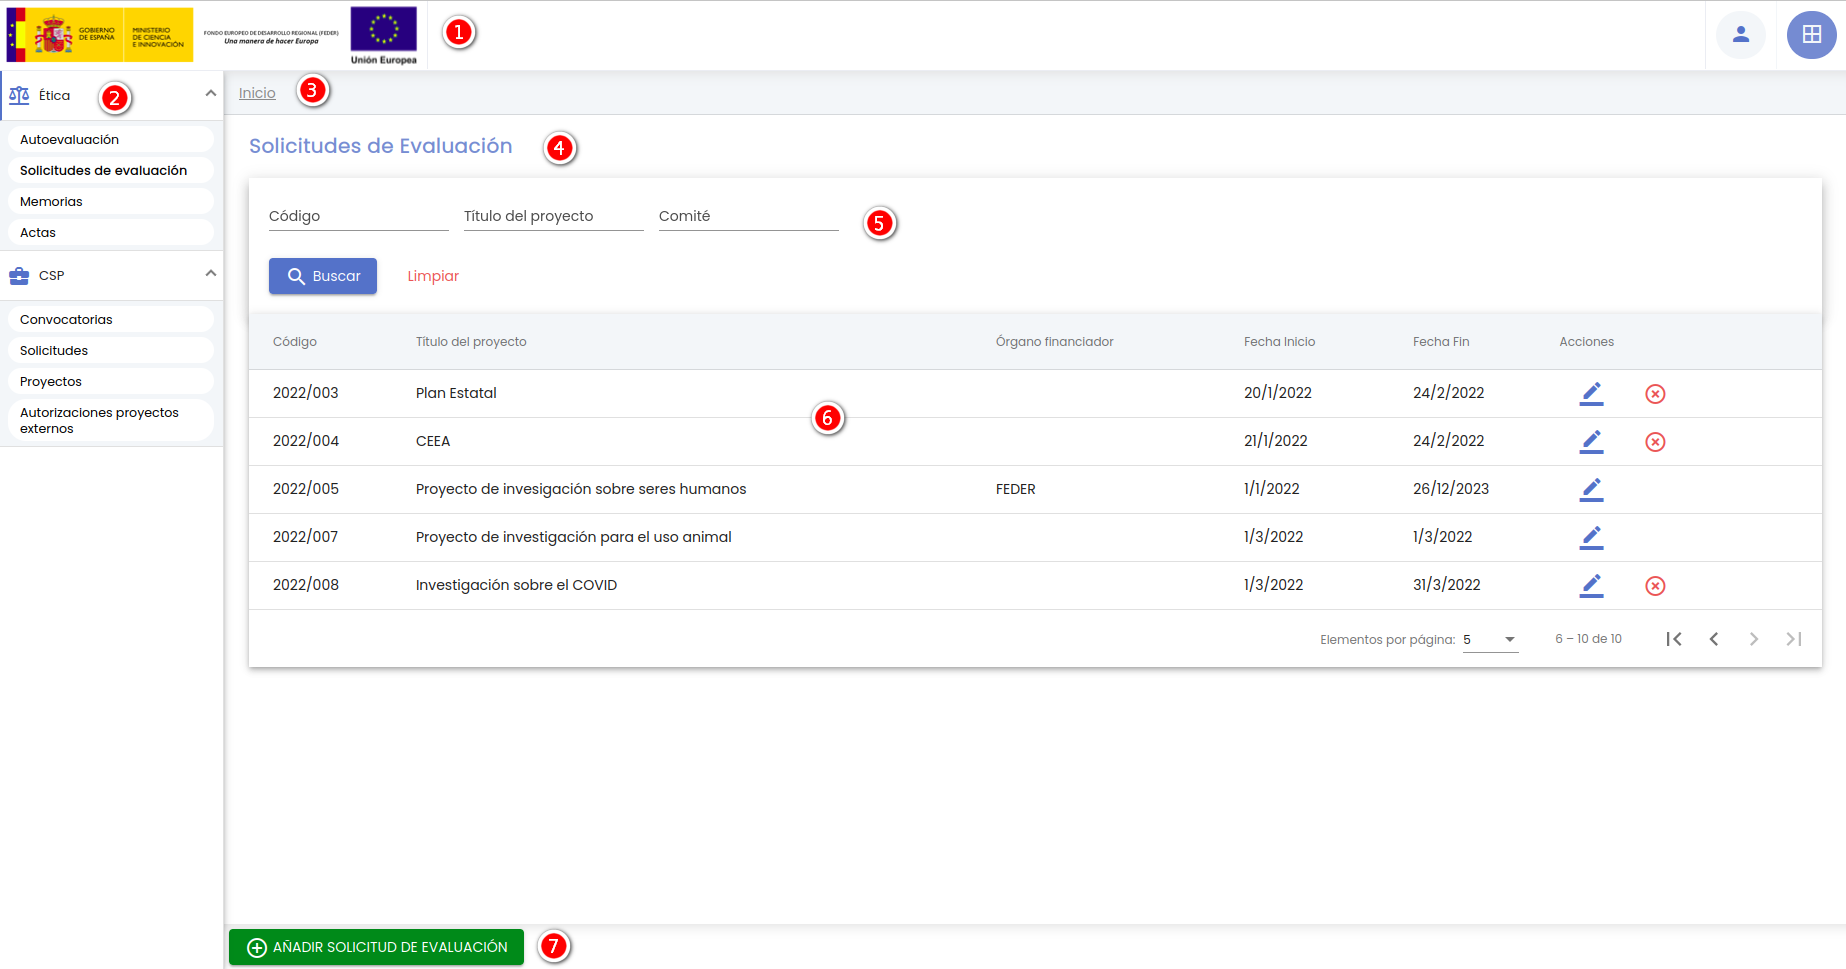 GOBIERNO
DE ESPAÑA
MINISTERIO
DE CIENCIA
E INNOVACIÓN
FONDO EUROPEO DE DESARROLLO REGIONAL (FEDER)
Una manera de hacer Europa
Unión Europea
1
Ética
2
Autoevaluación
Solicitudes de evaluación
Memorias
Actas
CSP
Convocatorias
Solicitudes
Proyectos
Autorizaciones proyectos
externos
Inicio
3
Solicitudes de Evaluación
4
Código Título del proyecto Comité
5
Buscar Limpiar
Código Título del proyecto Órgano financiador Fecha Inicio Fecha Fin Acciones
2022/003 Plan Estatal 20/1/2022 24/2/2022
6
2022/004 CEEA 21/1/2022 24/2/2022
2022/005 Proyecto de invesigación sobre seres humanos FEDER 1/1/2022 26/12/2023
2022/007 Proyecto de investigación para el uso animal 1/3/2022 1/3/2022
2022/008 Investigación sobre el COVID 1/3/2022 31/3/2022
Elementos por página: 5 6 – 10 de 10
AÑADIR SOLICITUD DE EVALUACIÓN
7